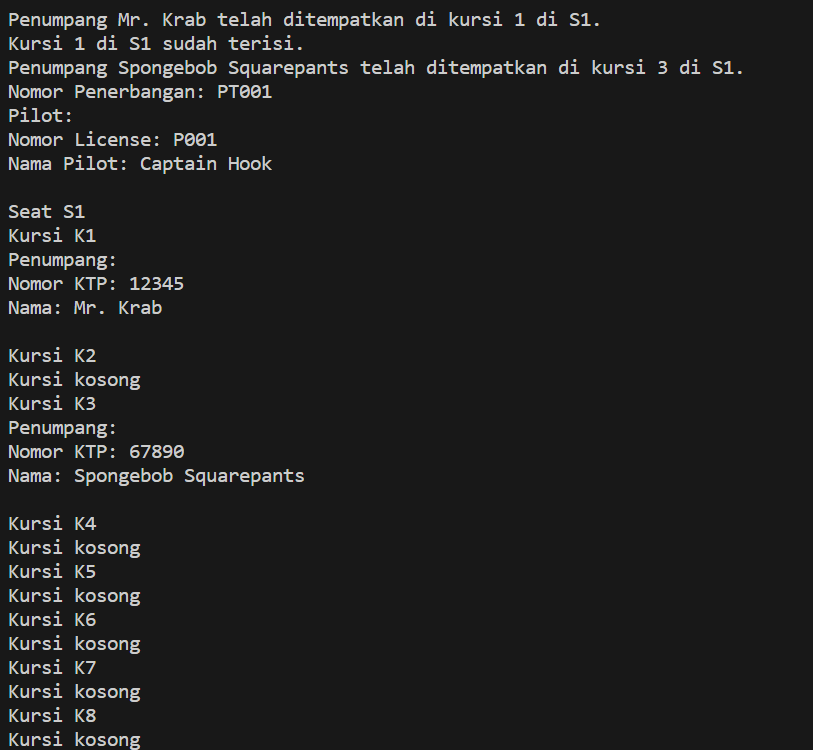 Penumpang Mr. Krab telah ditempatkan di kursi 1 di S1.
Kursi 1 di S1 sudah terisi.
Penumpang Spongebob Squarepants telah ditempatkan di kursi 3 di S1.
Nomor Penerbangan: PT001
Pilot:
Nomor License: P001
Nama Pilot: Captain Hook

Seat S1
Kursi K1
Penumpang:
Nomor KTP: 12345
Nama: Mr. Krab

Kursi K2
Kursi kosong
Kursi K3
Penumpang:
Nomor KTP: 67890
Nama: Spongebob Squarepants

Kursi K4
Kursi kosong
Kursi K5
Kursi kosong
Kursi K6
Kursi kosong
Kursi K7
Kursi kosong
Kursi K8
Kursi kosong